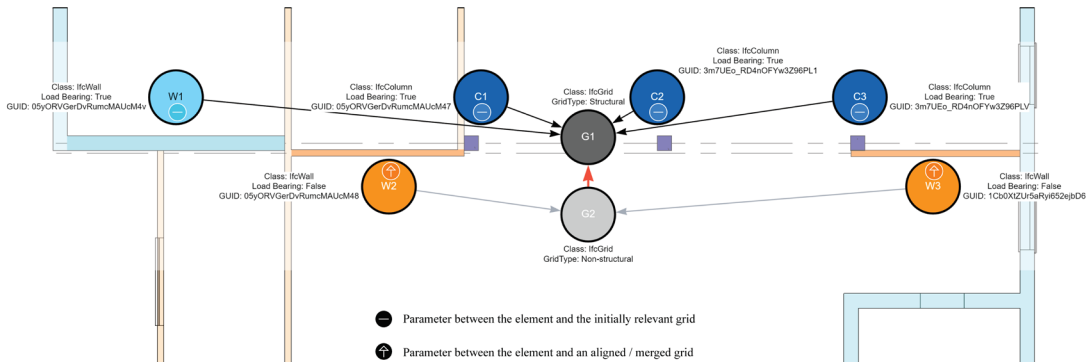 Class: IfcColumn
Load Bearing: True
GUID: 3m7UEo_RD4nOFYw3Z96PL1
Class: IfcWall
Load Bearing: True
GUID: 05yORVGerDvRumcMAUcM4v
W1
Class: IfcColumn
Load Bearing: True
GUID: 05yORVGerDvRumcMAUcM47
C1
Class: IfcGrid
GridType: Structural
C2
C3
Class: IfcColumn
Load Bearing: True
GUID: 3m7UEo_RD4nOFYw3Z96PLV
G1
Class: IfcWall
Load Bearing: False
GUID: 05yORVGerDvRumcMAUcM48
W2
W3
Class: IfcWall
Load Bearing: False
GUID: 1Cb0XtZUr5aRyi652ejbD6
G2
Class: IfcGrid
GridType: Non-structural
Parameter between the element and the initially relevant grid
Parameter between the element and an aligned / merged grid